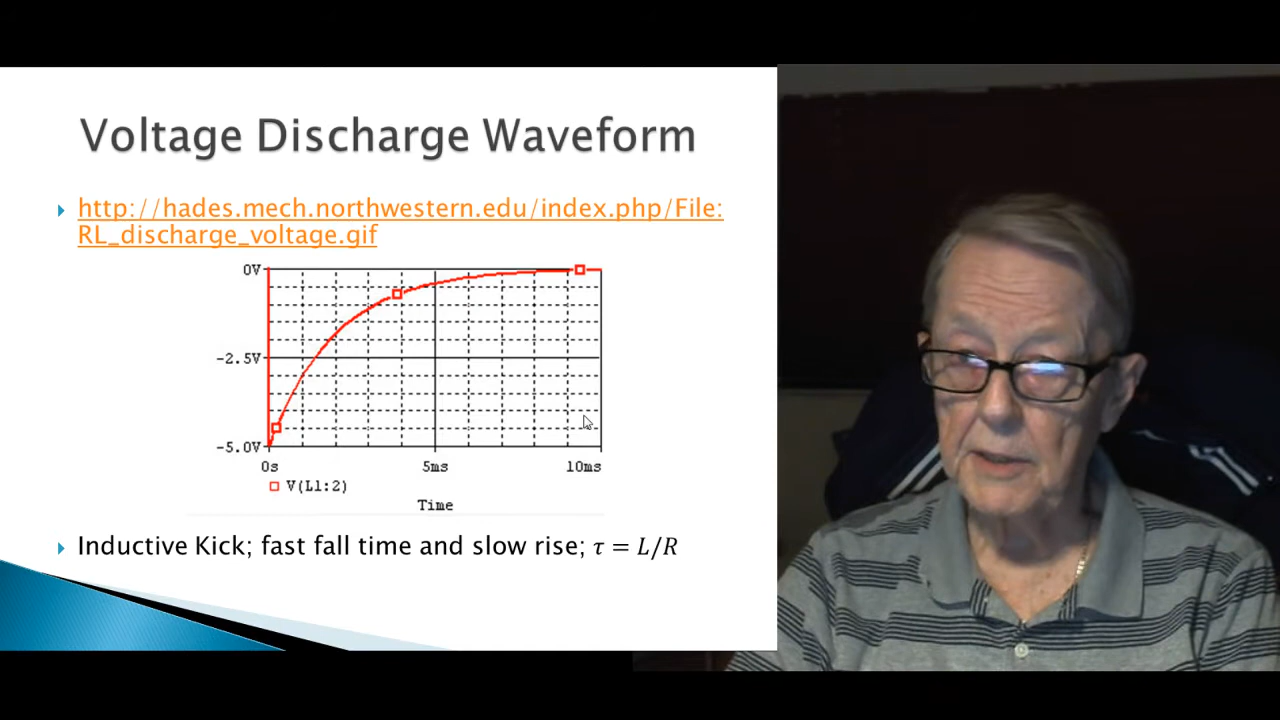 Voltage Discharge Waveform
http://hades.mech.northwestern.edu/index.php/File:
RL_discharge_voltage.gif
0V
-2.5V
-5.0V
0s 5ms 10ms
V(L1:2)
Time
Inductive Kick; fast fall time and slow rise; τ = L/R